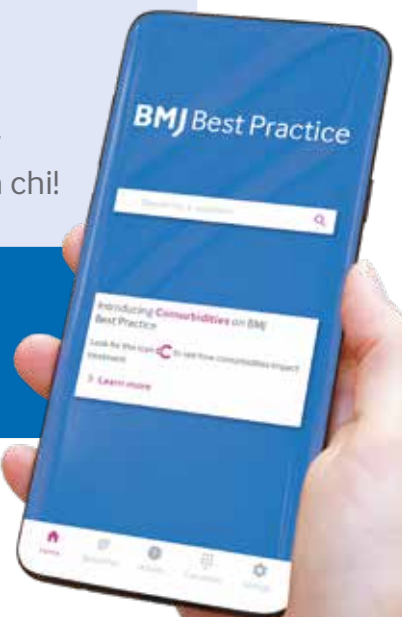 chi!
BMJ Best Practice
Introducing Comorbidities on BMJ
Best Practice
Look for the icon C to see how comorbidities impact
treatment
Learn more
Home